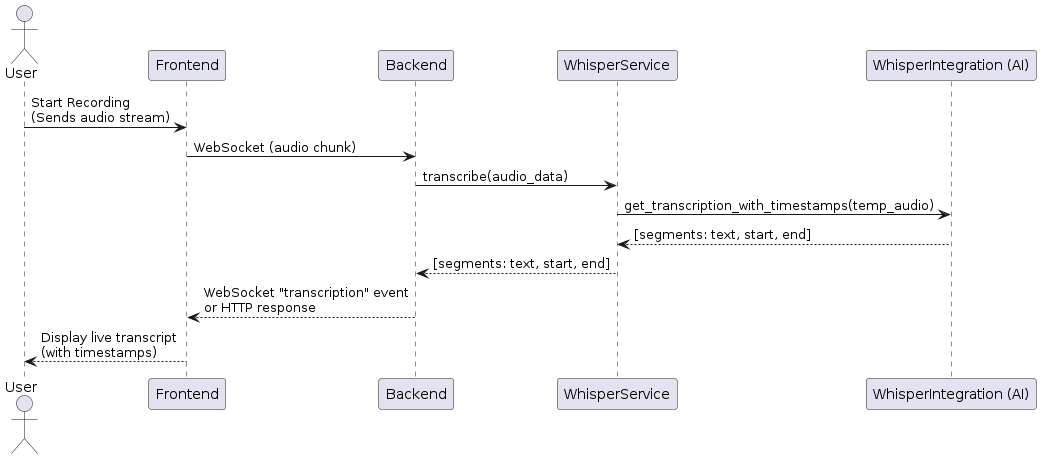 User
Frontend
Backend
WhisperService
WhisperIntegration (AI)
Start Recording
(Sends audio stream)
WebSocket (audio chunk)
transcribe(audio_data)
get_transcription_with_timestamps(temp_audio)
[segments: text, start, end]
[segments: text, start, end]
WebSocket "transcription" event
or HTTP response
Display live transcript
(with timestamps)
User
Frontend
Backend
WhisperService
WhisperIntegration (AI)